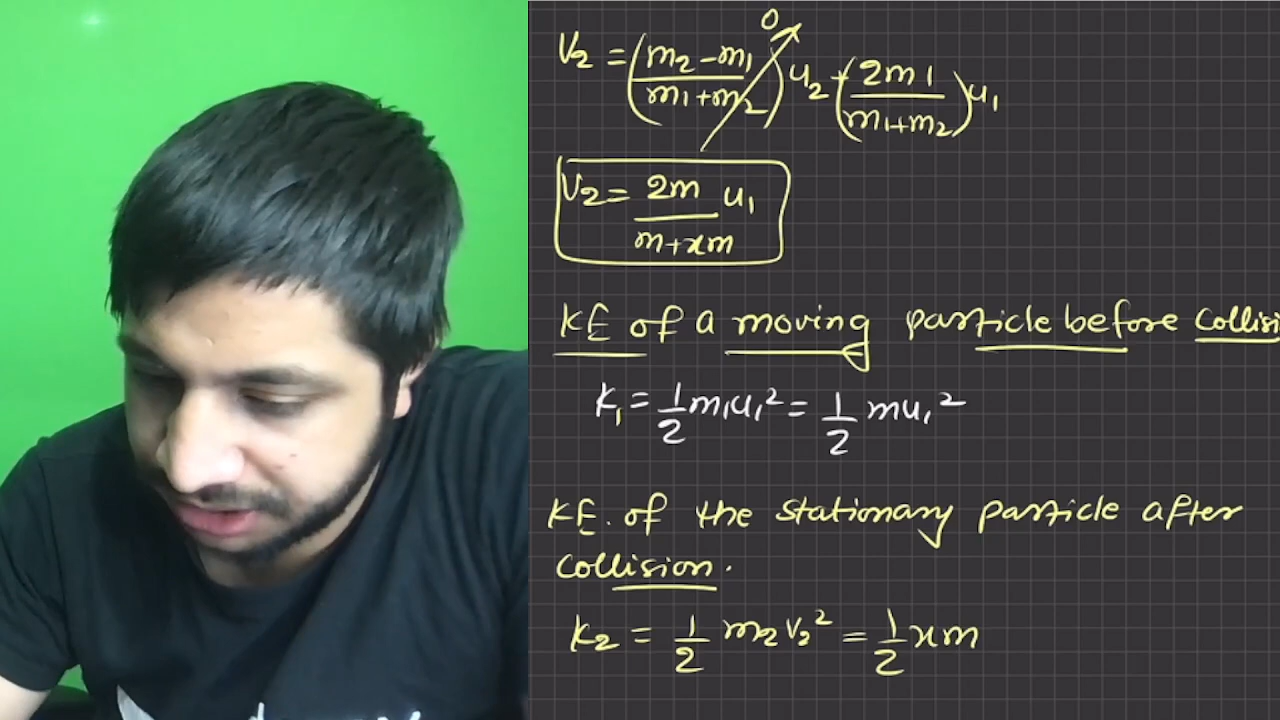 0
V₂ = (m₂ - m₁ / m₁ + m₂) u₂ + (2m1 / m₁ + m₂) u₁
V₂ = 2m / m + xm u₁
KE of a moving particle before Collisi
K₁ = 1/2 m₁u₁² = 1/2 mu₁²
KE. of the stationary particle after
collision.
K₂ = 1/2 m₂v₂² = 1/2 xm